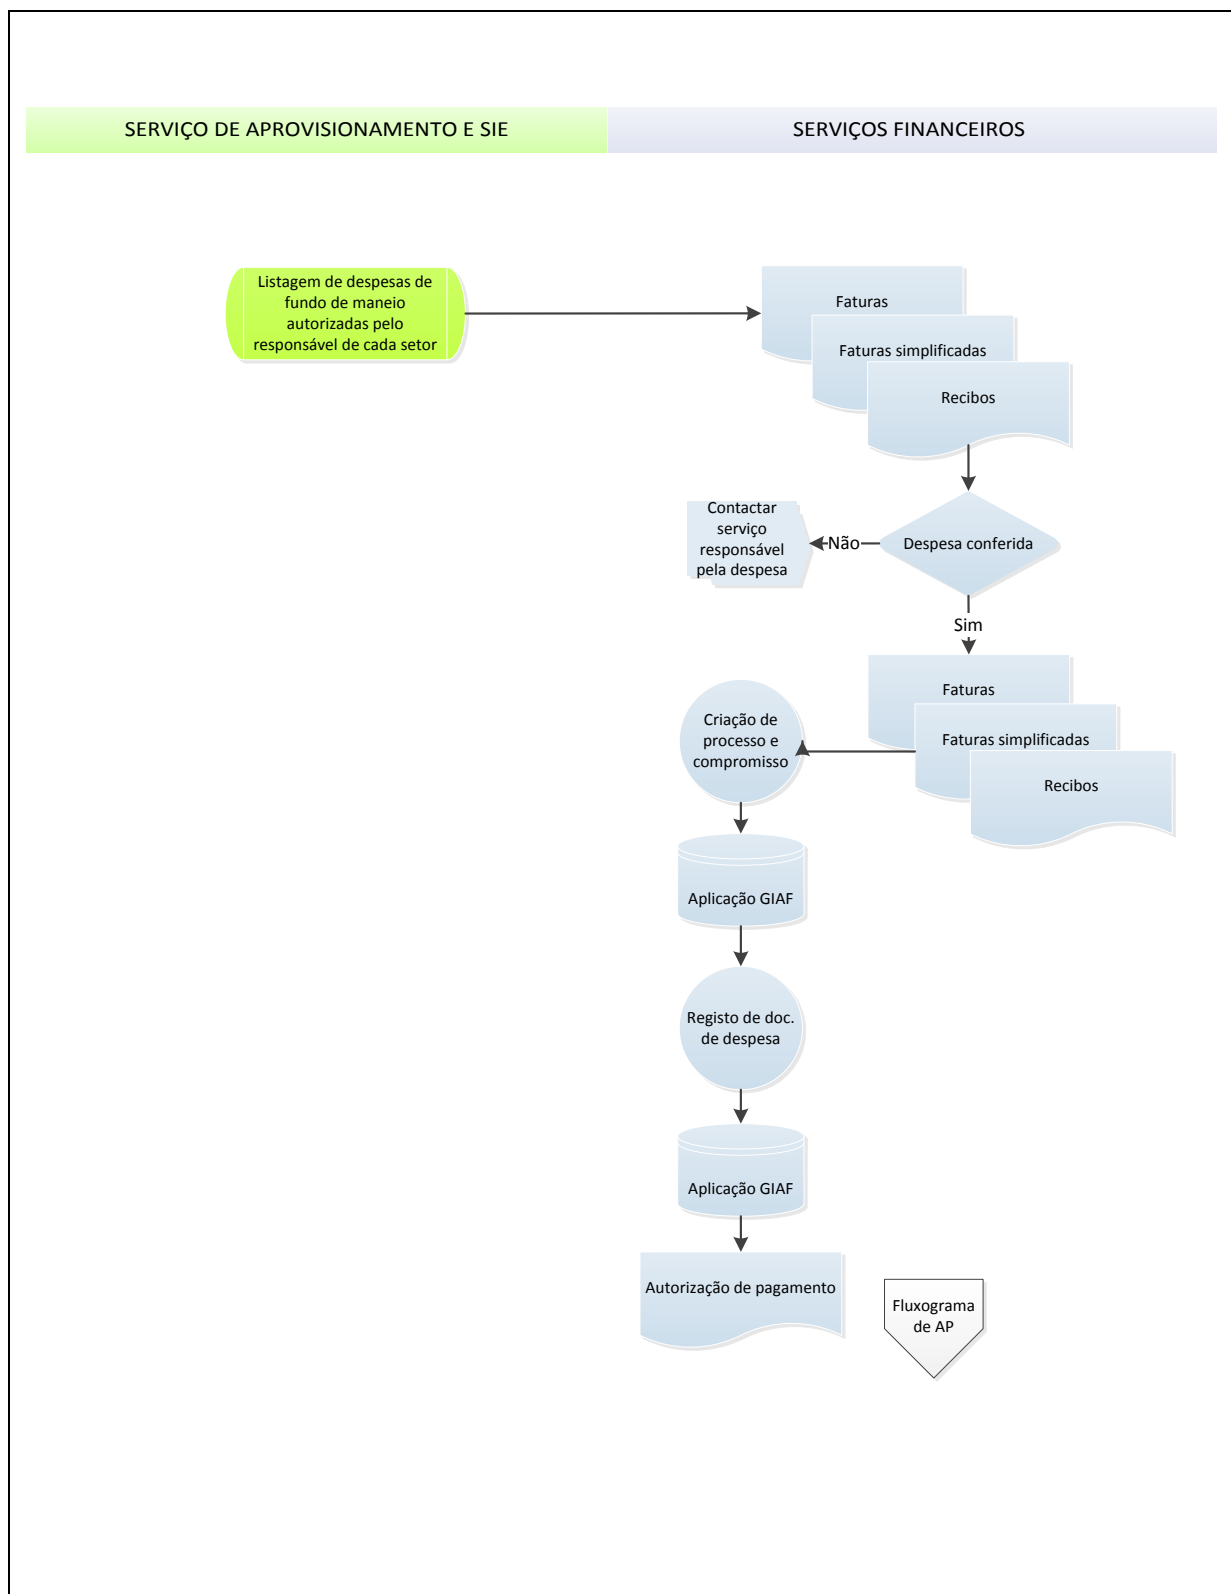 SERVIÇO DE APROVISIONAMENTO E SIE
SERVIÇOS FINANCEIROS
Listagem de despesas de
fundo de maneio
autorizadas pelo
responsável de cada setor
Faturas
Faturas simplificadas
Recibos
Contactar
serviço
responsável
pela despesa
Não
Despesa conferida
Sim
Faturas
Faturas simplificadas
Recibos
Criação de
processo e
compromisso
Aplicação GIAF
Registo de doc.
de despesa
Aplicação GIAF
Autorização de pagamento
Fluxograma
de AP